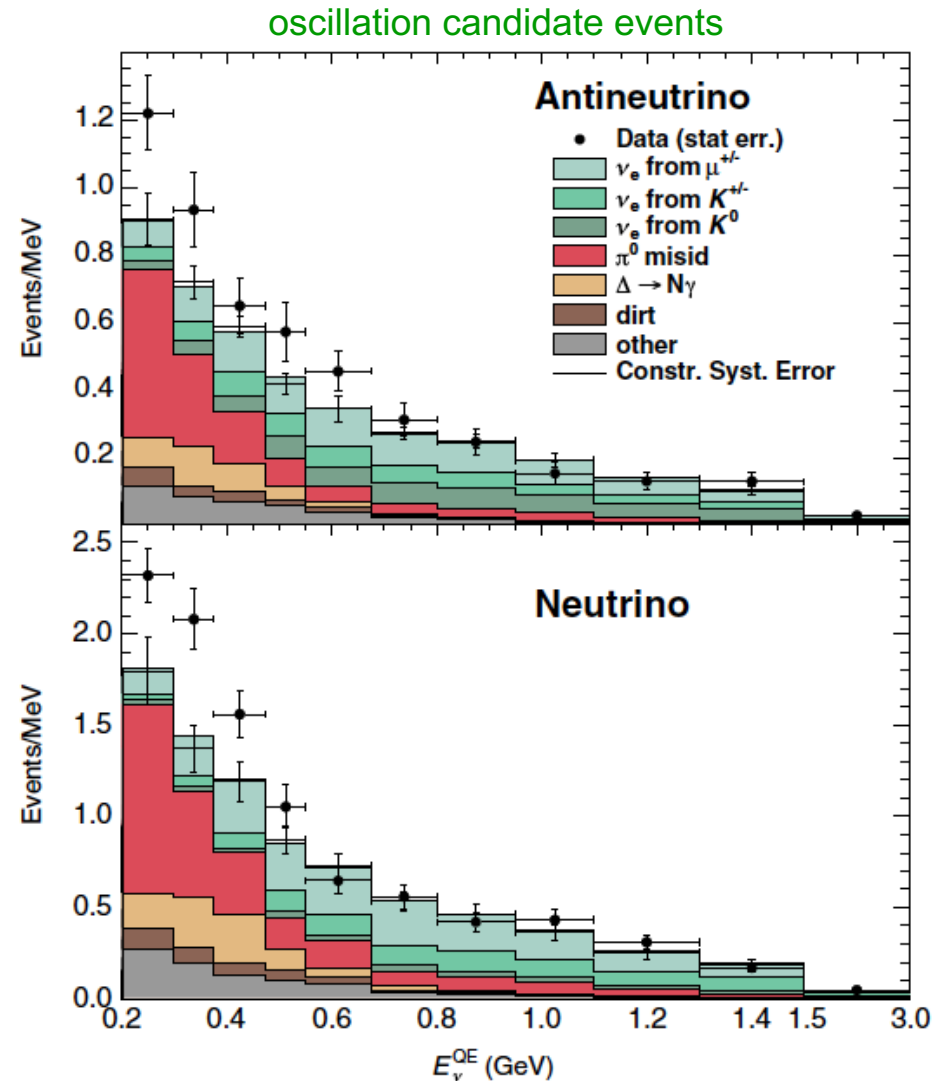 oscillation candidate events
Antineutrino
Data (stat err.)
νe from μ+/-
νe from K+/-
νe from K0
π0 misid
Δ → Nγ
dirt
other
Constr. Syst. Error
Events/MeV
1.2
1.0
0.8
0.6
0.4
0.2
Neutrino
Events/MeV
2.5
2.0
1.5
1.0
0.5
0.0
0.2 0.4 0.6 0.8 1.0 1.2 1.4 1.5 3.0
EνQE (GeV)